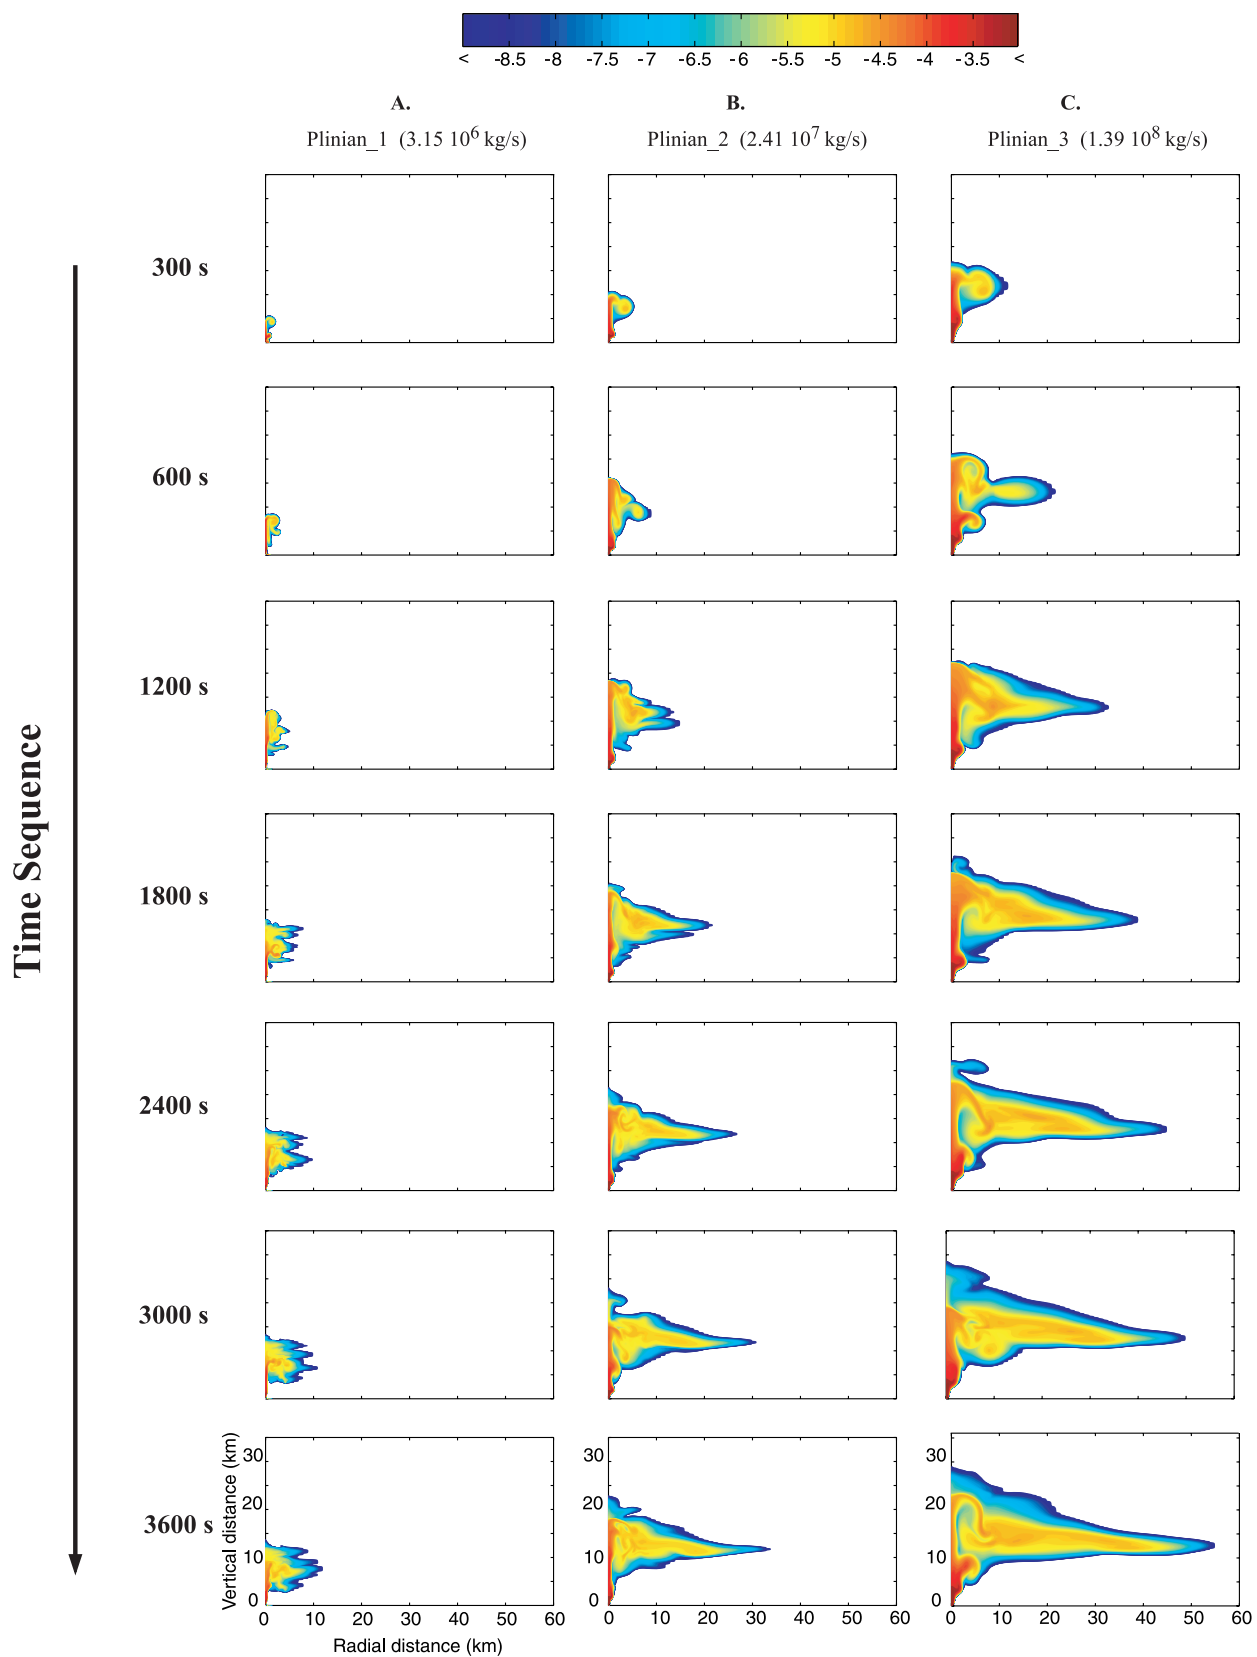 < -8.5 -8 -7.5 -7 -6.5 -6 -5.5 -5 -4.5 -4 -3.5 <
A. B. C.
Plinian_1 (3.15 10^6 kg/s) Plinian_2 (2.41 10^7 kg/s) Plinian_3 (1.39 10^8 kg/s)
Time Sequence
300 s
600 s
1200 s
1800 s
2400 s
3000 s
3600 s
Vertical distance (km)
30 30 30
20 20 20
10 10 10
0 0 0
0 10 20 30 40 50 60 0 10 20 30 40 50 60 0 10 20 30 40 50 60
Radial distance (km)